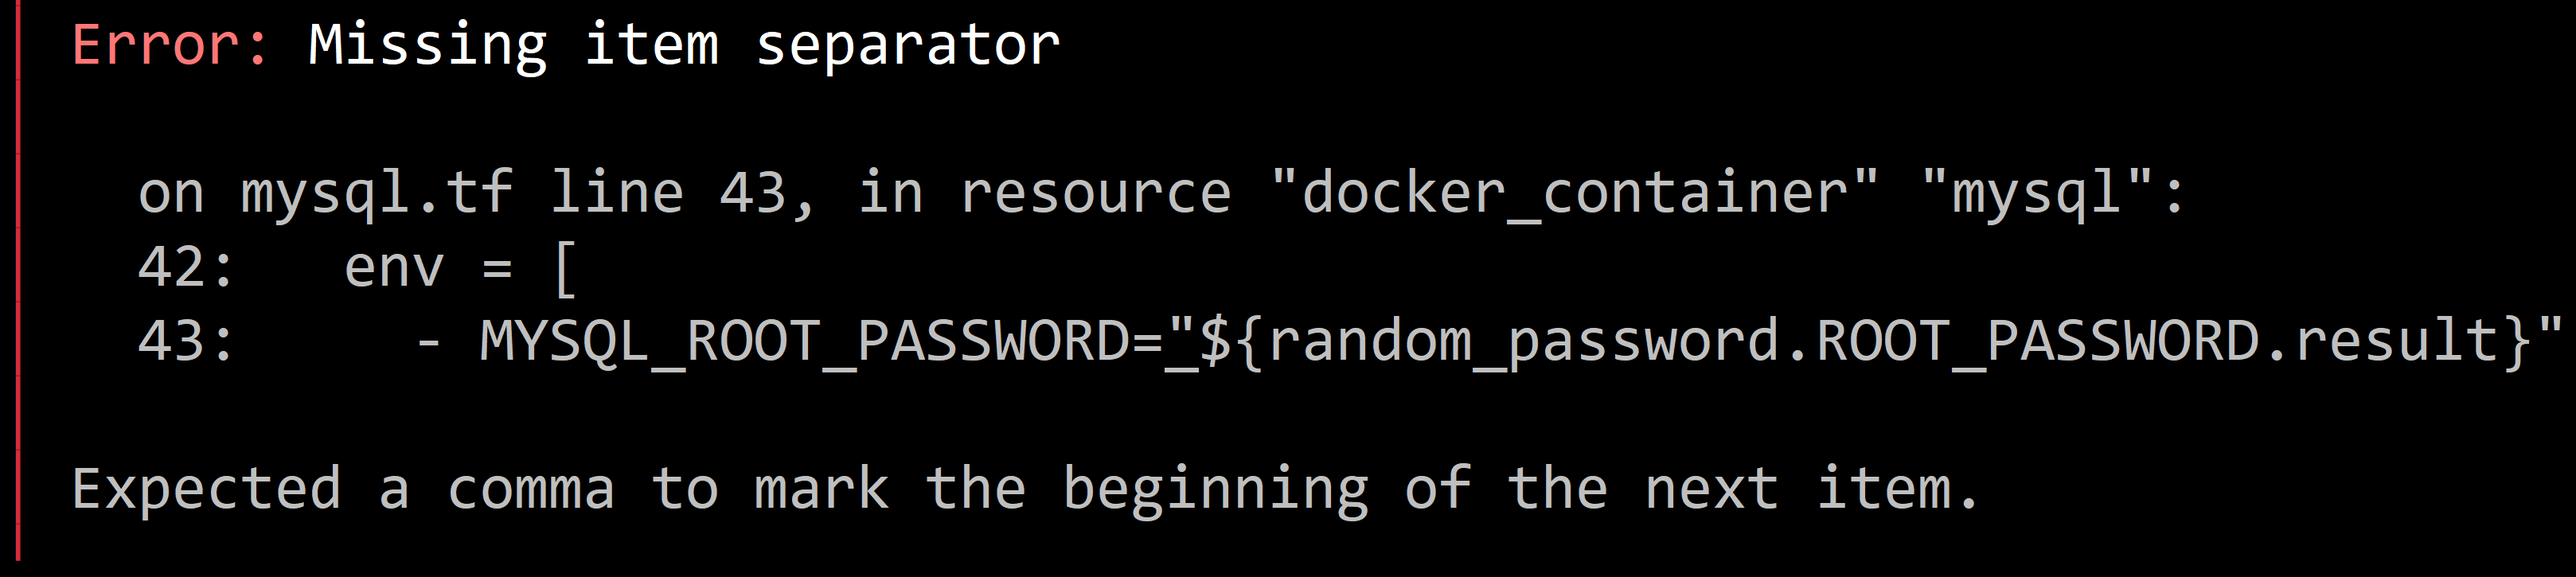 Error: Missing item separator
on mysql.tf line 43, in resource "docker_container" "mysql":
42:   env = [
43:     - MYSQL_ROOT_PASSWORD="${random_password.ROOT_PASSWORD.result}"
Expected a comma to mark the beginning of the next item.